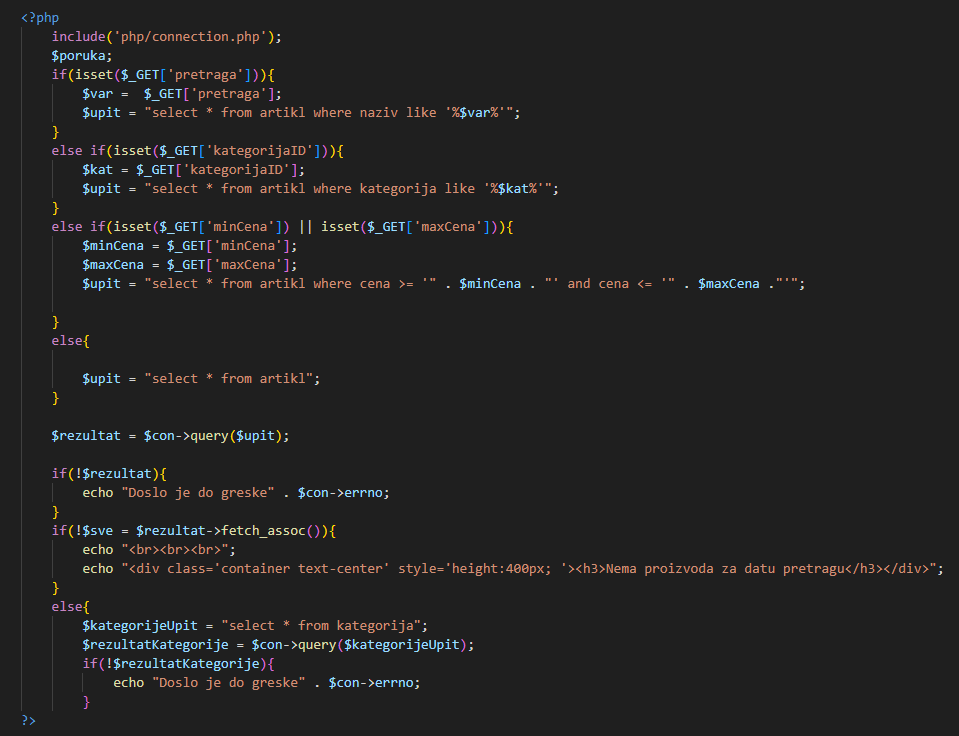 <?php
include('php/connection.php');
$poruka;
if(isset($_GET['pretraga'])){
$var =  $_GET['pretraga'];
$upit = "select * from artikl where naziv like '%$var%'";
}
else if(isset($_GET['kategorijaID'])){
$kat = $_GET['kategorijaID'];
$upit = "select * from artikl where kategorija like '%$kat%'";
}
else if(isset($_GET['minCena']) || isset($_GET['maxCena'])){
$minCena = $_GET['minCena'];
$maxCena = $_GET['maxCena'];
$upit = "select * from artikl where cena >= '" . $minCena . "' and cena <= '" . $maxCena ."'";
}
else{
$upit = "select * from artikl";
}
$rezultat = $con->query($upit);
if(!$rezultat){
echo "Doslo je do greske" . $con->errno;
}
if(!$sve = $rezultat->fetch_assoc()){
echo "<br><br><br>";
echo "<div class='container text-center' style='height:400px; '><h3>Nema proizvoda za datu pretragu</h3></div>";
}
else{
$kategorijeUpit = "select * from kategorija";
$rezultatKategorije = $con->query($kategorijeUpit);
if(!$rezultatKategorije){
echo "Doslo je do greske" . $con->errno;
}
?>